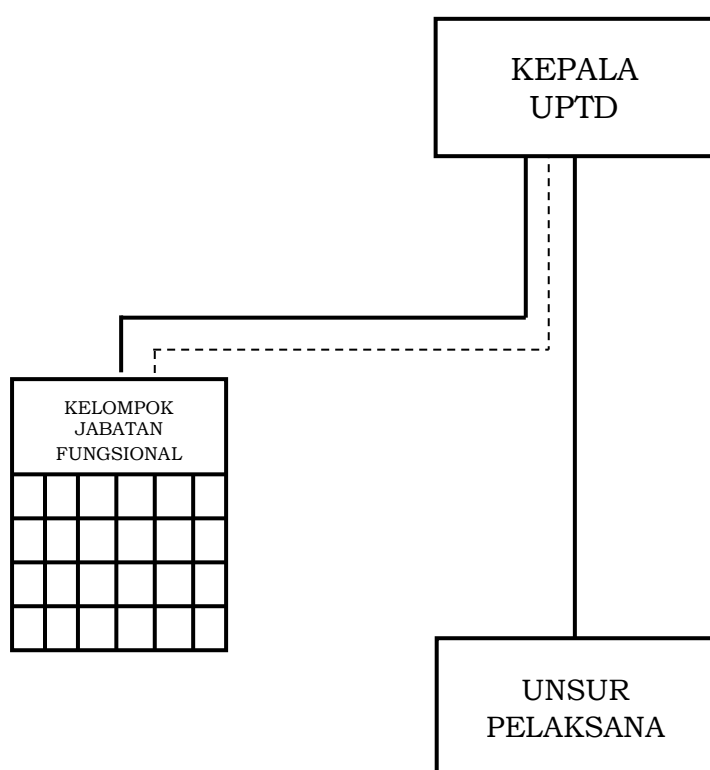 KEPALA
UPTD
KELOMPOK
JABATAN
FUNGSIONAL
UNSUR
PELAKSANA